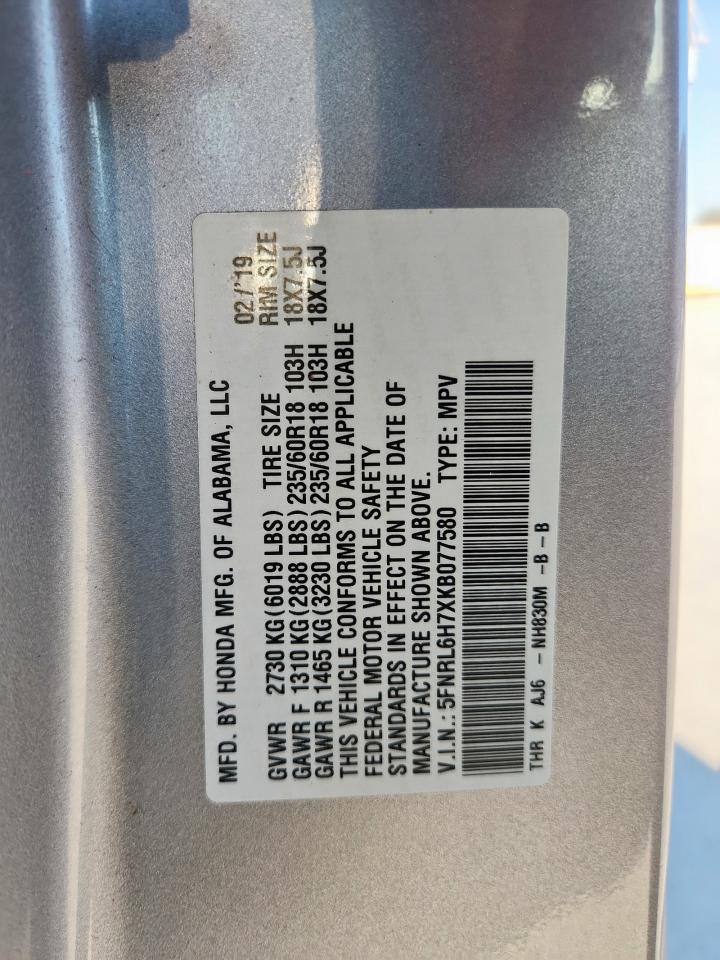 MFD. BY HONDA MFG. OF ALABAMA, LLC 02/'19
GVWR 2730 KG(6019 LBS) TIRE SIZE RIM SIZE
GAWR F 1310 KG(2888 LBS)235/60R18 103H 18X7.5J
GAWR R 1465 KG(3230 LBS)235/60R18 103H 18X7.5J
THIS VEHICLE CONFORMS TO ALL APPLICABLE
FEDERAL MOTOR VEHICLE SAFETY
STANDARDS IN EFFECT ON THE DATE OF
MANUFACTURE SHOWN ABOVE.
V.I.N.: 5FNRL6H7XKB077580 TYPE: MPV
THR K AJ6 - NH830M -B-B